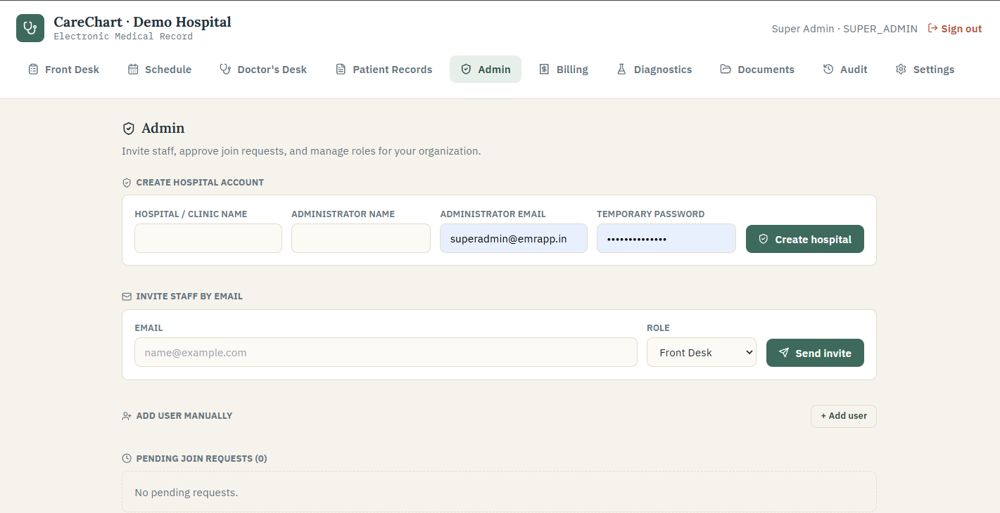 CareChart · Demo Hospital
Electronic Medical Record
Super Admin · SUPER_ADMIN Sign out
Front Desk Schedule Doctor's Desk Patient Records Admin Billing Diagnostics Documents Audit Settings
Admin
Invite staff, approve join requests, and manage roles for your organization.
CREATE HOSPITAL ACCOUNT
HOSPITAL / CLINIC NAME ADMINISTRATOR NAME ADMINISTRATOR EMAIL TEMPORARY PASSWORD
superadmin@emrapp.in •••••••••••••• Create hospital
INVITE STAFF BY EMAIL
EMAIL ROLE
name@example.com Front Desk Send invite
ADD USER MANUALLY + Add user
PENDING JOIN REQUESTS (0)
No pending requests.